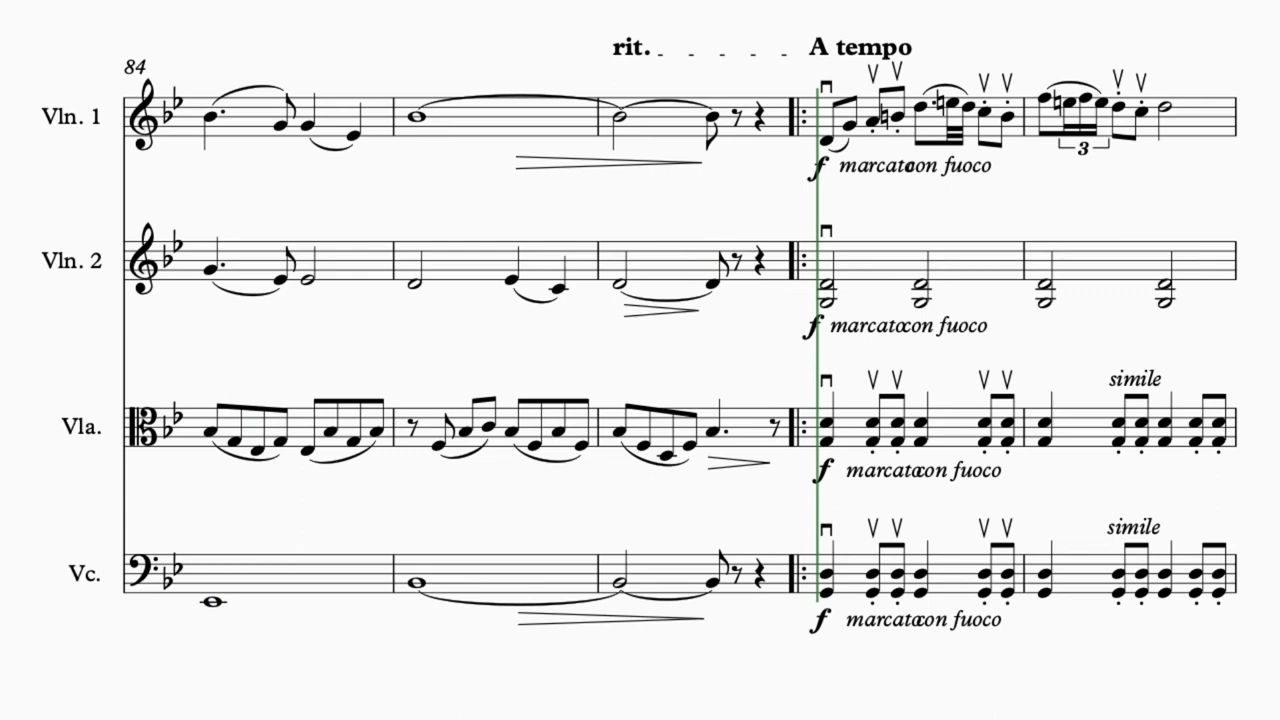 rit. A tempo
84
Vln. 1
3
f marcato con fuoco
Vln. 2
f marcato con fuoco
simile
Vla.
f marcato con fuoco
simile
Vc.
f marcato con fuoco